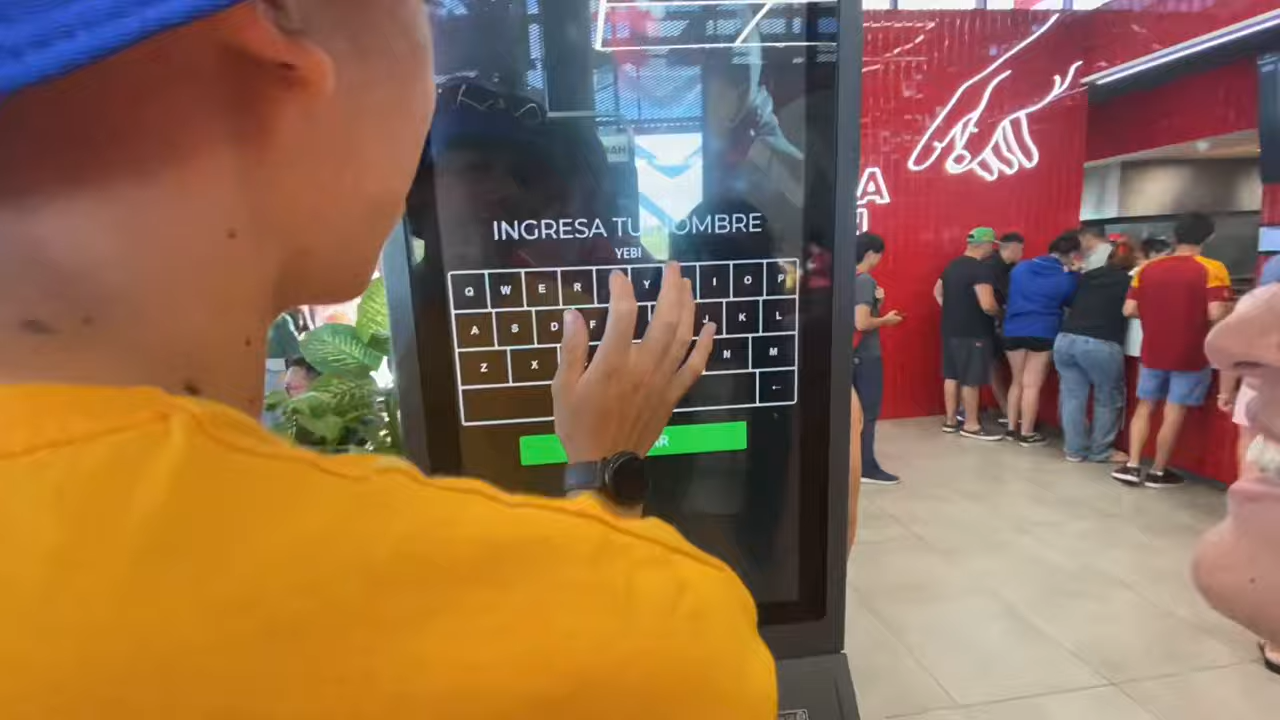 INGRESA TU NOMBRE
YEBI
Q W E R Y I O P
A S D F J K L
Z X N M
←